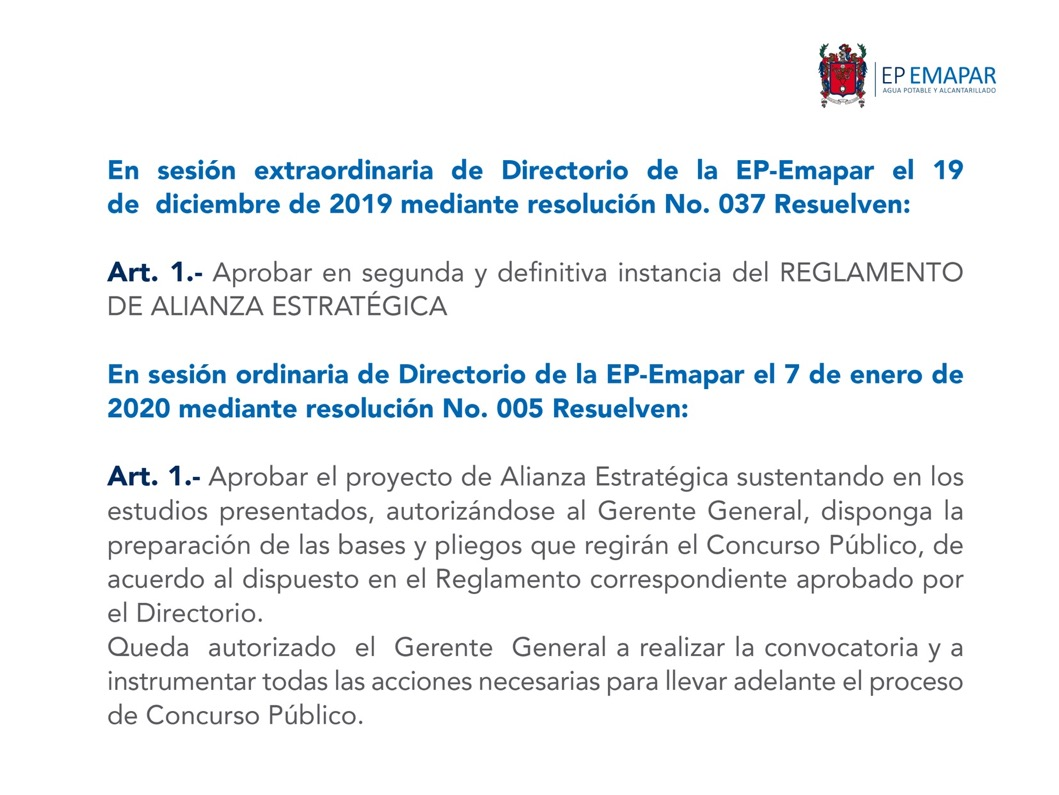 EP EMAPAR
AGUA POTABLE Y ALCANTARILLADO
En sesión extraordinaria de Directorio de la EP-Emapar el 19
de diciembre de 2019 mediante resolución No. 037 Resuelven:
Art. 1.- Aprobar en segunda y definitiva instancia del REGLAMENTO
DE ALIANZA ESTRATÉGICA
En sesión ordinaria de Directorio de la EP-Emapar el 7 de enero de
2020 mediante resolución No. 005 Resuelven:
Art. 1.- Aprobar el proyecto de Alianza Estratégica sustentando en los
estudios presentados, autorizándose al Gerente General, disponga la
preparación de las bases y pliegos que regirán el Concurso Público, de
acuerdo al dispuesto en el Reglamento correspondiente aprobado por
el Directorio.
Queda autorizado el Gerente General a realizar la convocatoria y a
instrumentar todas las acciones necesarias para llevar adelante el proceso
de Concurso Público.